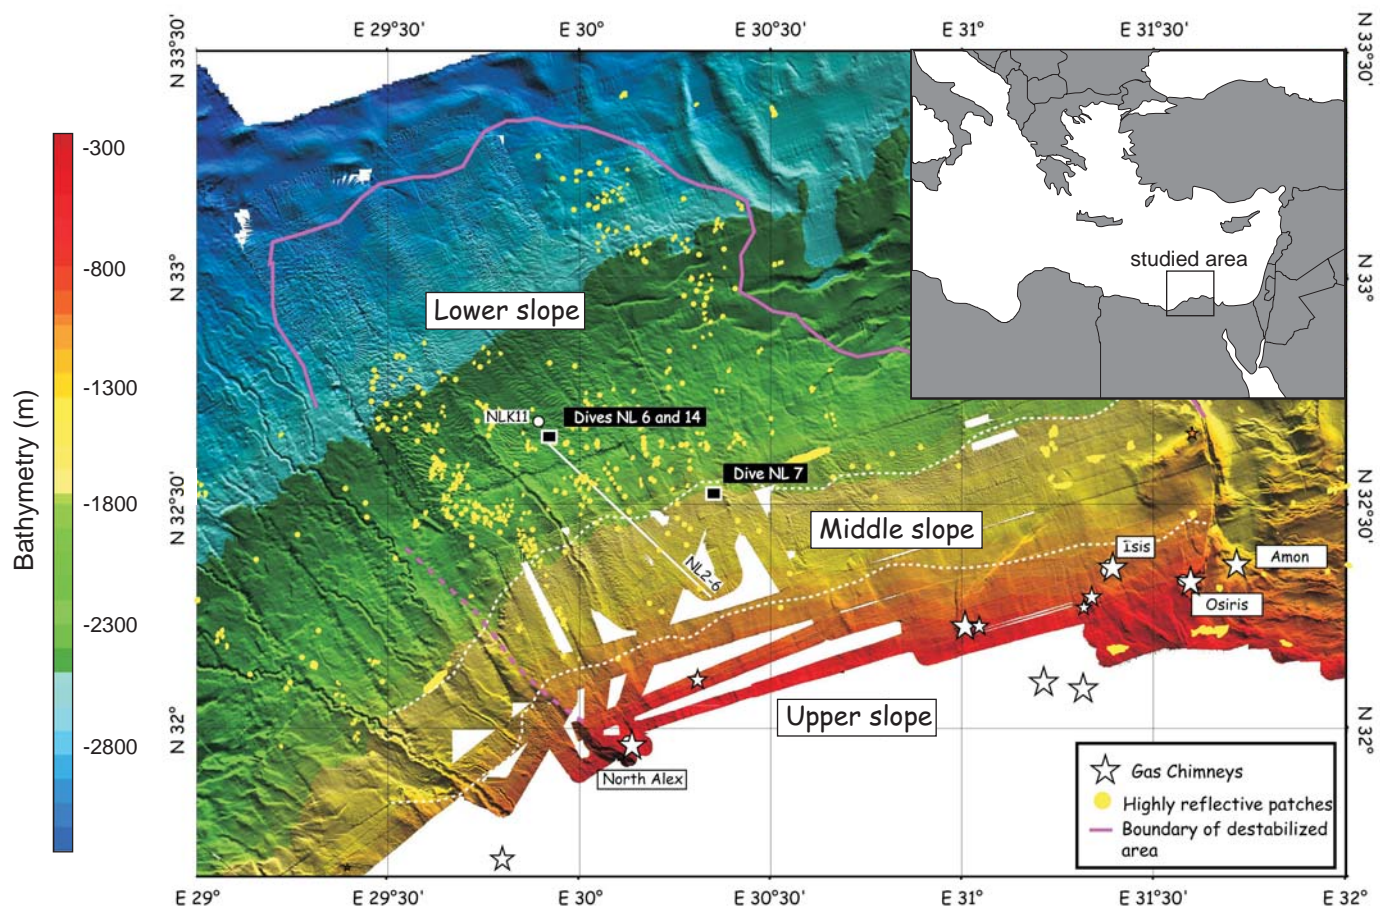 E 29°30'
E 30°
E 30°30'
E 31°
E 31°30'
N 33°30'
N 33°30'
N 33°
N 33°
N 32°30'
N 32°30'
N 32°
N 32°
Bathymetry (m)
-300
-800
-1300
-1800
-2300
-2800
studied area
Lower slope
NLK11
Dives NL 6 and 14
Dive NL 7
Middle slope
NL2-6
Isis
Amon
Osiris
Upper slope
North Alex
Gas Chimneys
Highly reflective patches
Boundary of destabilized
area
E 29°
E 29°30'
E 30°
E 30°30'
E 31°
E 31°30'
E 32°